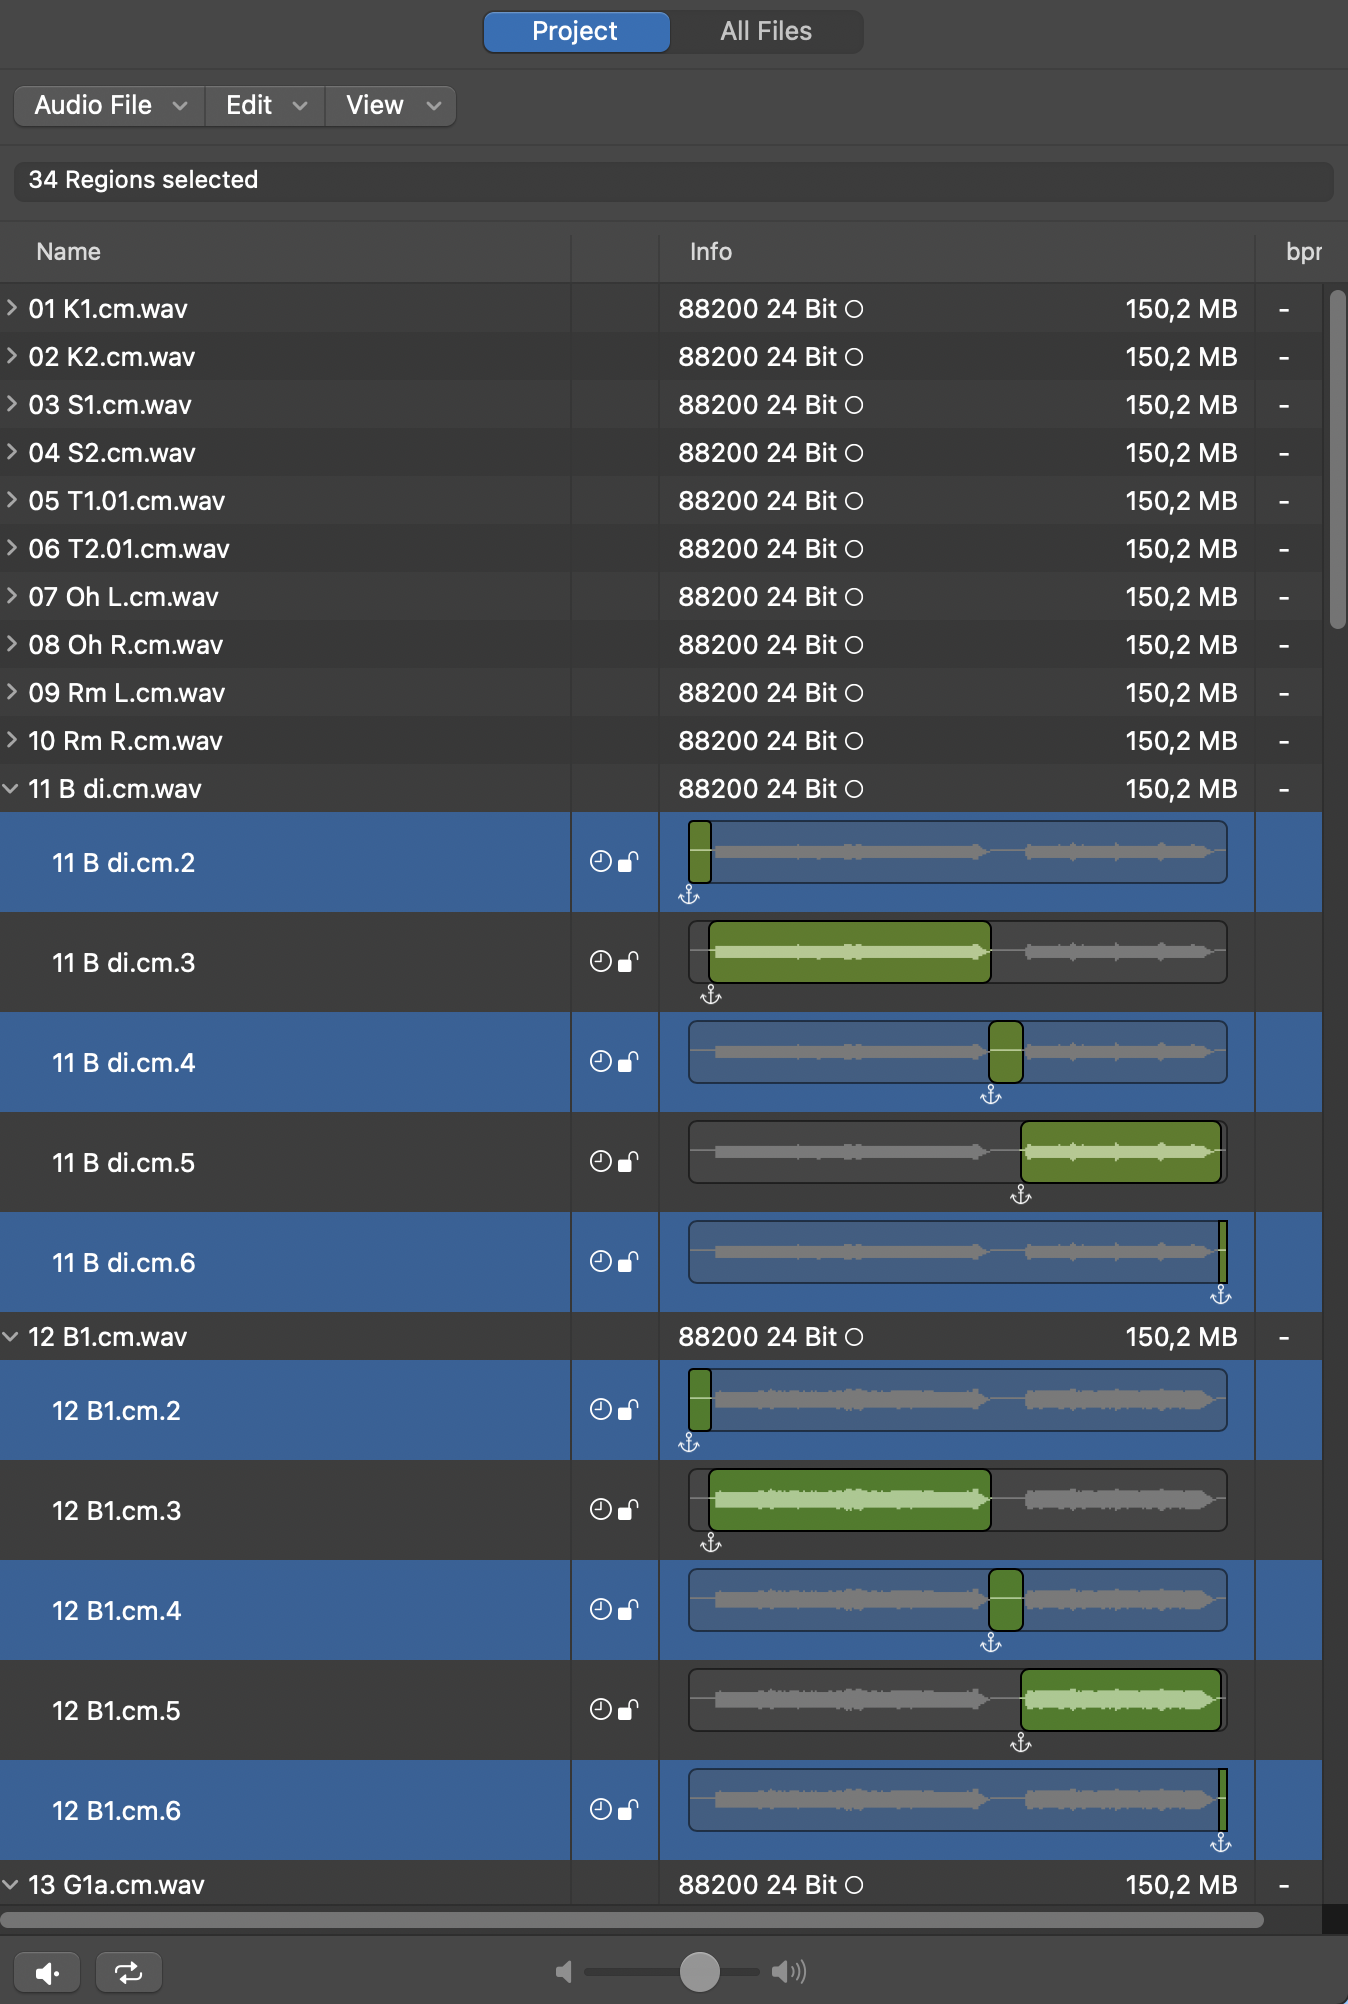 Project All Files
Audio File Edit View
34 Regions selected
Name Info bpr
01 K1.cm.wav 88200 24 Bit 150,2 MB -
02 K2.cm.wav 88200 24 Bit 150,2 MB -
03 S1.cm.wav 88200 24 Bit 150,2 MB -
04 S2.cm.wav 88200 24 Bit 150,2 MB -
05 T1.01.cm.wav 88200 24 Bit 150,2 MB -
06 T2.01.cm.wav 88200 24 Bit 150,2 MB -
07 Oh L.cm.wav 88200 24 Bit 150,2 MB -
08 Oh R.cm.wav 88200 24 Bit 150,2 MB -
09 Rm L.cm.wav 88200 24 Bit 150,2 MB -
10 Rm R.cm.wav 88200 24 Bit 150,2 MB -
11 B di.cm.wav 88200 24 Bit 150,2 MB -
11 B di.cm.2
11 B di.cm.3
11 B di.cm.4
11 B di.cm.5
11 B di.cm.6
12 B1.cm.wav 88200 24 Bit 150,2 MB -
12 B1.cm.2
12 B1.cm.3
12 B1.cm.4
12 B1.cm.5
12 B1.cm.6
13 G1a.cm.wav 88200 24 Bit 150,2 MB -